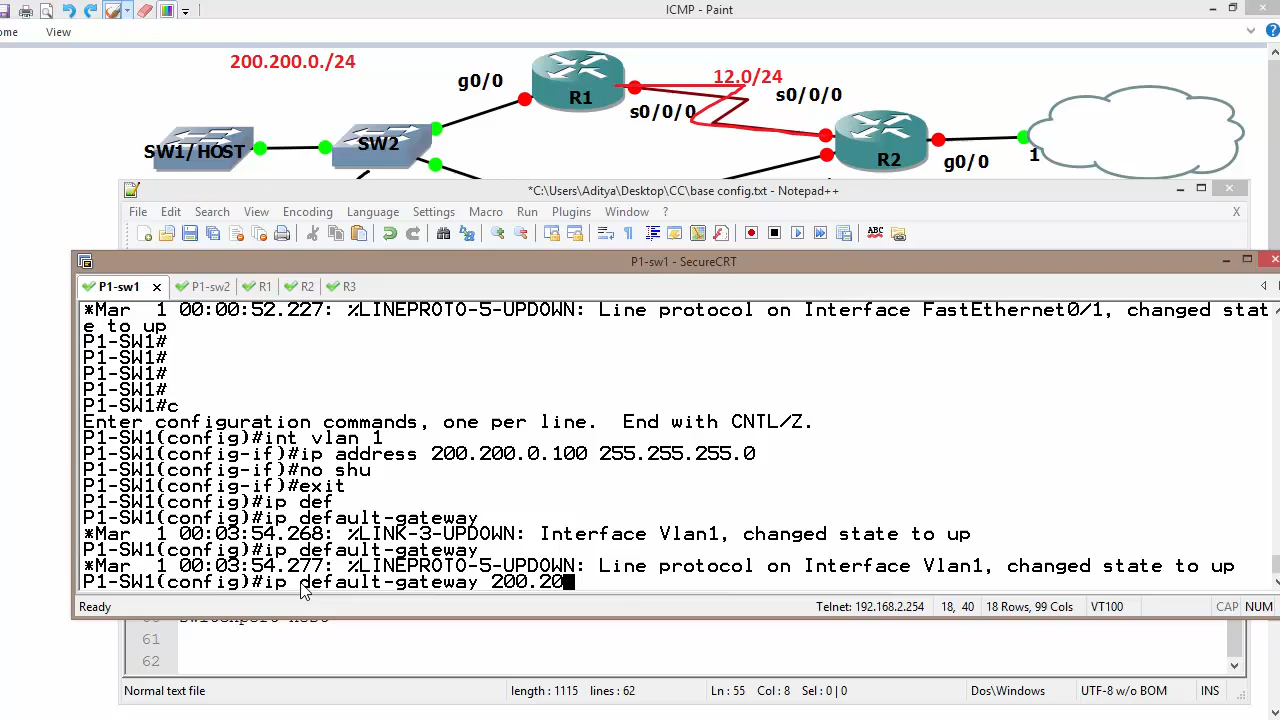 ICMP - Paint
ome View
200.200.0./24
g0/0
R1
12.0/24
s0/0/0
s0/0/0
SW1/HOST
SW2
R2
g0/0
1
*C:\Users\Aditya\Desktop\CC\base config.txt - Notepad++
File Edit Search View Encoding Language Settings Macro Run Plugins Window ? X
P1-sw1 - SecureCRT
P1-sw1 P1-sw2 R1 R2 R3
*Mar 1 00:00:52.227: %LINEPROTO-5-UPDOWN: Line protocol on Interface FastEthernet0/1, changed stat
e to up
P1-SW1#
P1-SW1#
P1-SW1#
P1-SW1#
P1-SW1#c
Enter configuration commands, one per line. End with CNTL/Z.
P1-SW1(config)#int vlan 1
P1-SW1(config-if)#ip address 200.200.0.100 255.255.255.0
P1-SW1(config-if)#no shu
P1-SW1(config-if)#exit
P1-SW1(config)#ip def
P1-SW1(config)#ip default-gateway
*Mar 1 00:03:54.268: %LINK-3-UPDOWN: Interface Vlan1, changed state to up
P1-SW1(config)#ip default-gateway
*Mar 1 00:03:54.277: %LINEPROTO-5-UPDOWN: Line protocol on Interface Vlan1, changed state to up
P1-SW1(config)#ip default-gateway 200.20
Ready Telnet: 192.168.2.254 18, 40 18 Rows, 99 Cols VT100 CAP NUM
61
62
Normal text file length : 1115 lines : 62 Ln : 55 Col : 8 Sel : 0 | 0 Dos\Windows UTF-8 w/o BOM INS